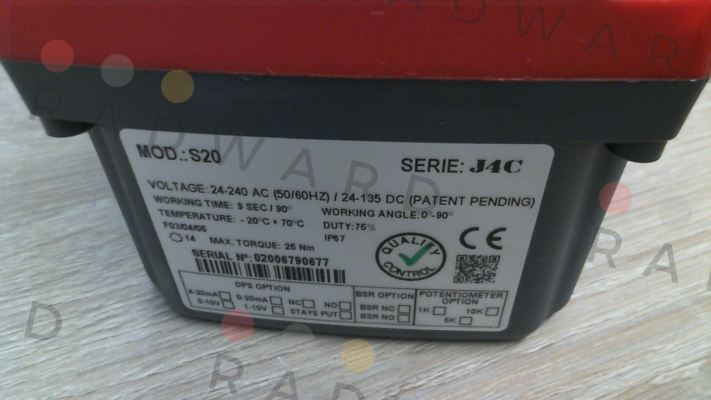 MOD.:S20
SERIE: J4C
VOLTAGE: 24-240 AC (50/60HZ) / 24-135 DC (PATENT PENDING)
WORKING TIME: 9 SEC / 90° WORKING ANGLE: 0°-90°
TEMPERATURE: - 20°C + 70°C DUTY:75%
F03/04/05 IP67
14 MAX. TORQUE: 25 Nm
SERIAL Nº: 02006790677
QUALITY CONTROL
CE
DPS OPTION
4-20mA 0-20mA NC NO
0-10V 1-10V STAYS PUT
BSR OPTION
BSR NC
BSR NO
POTENTIOMETER OPTION
1K 10K
5K
RADWARD
RADWARD
RADWARD